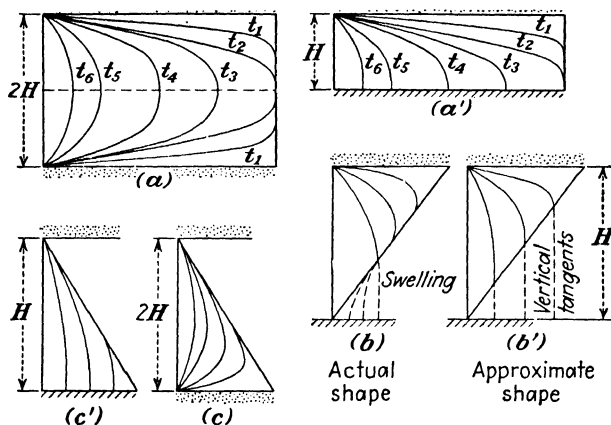 2H
t₁
t₂
t₃
t₄
t₅
t₆
t₁
(a)
H
t₁
t₂
t₃
t₄
t₅
t₆
(a')
H
(c')
2H
(c)
Swelling
(b)
Actual
shape
Vertical
tangents
H
(b')
Approximate
shape